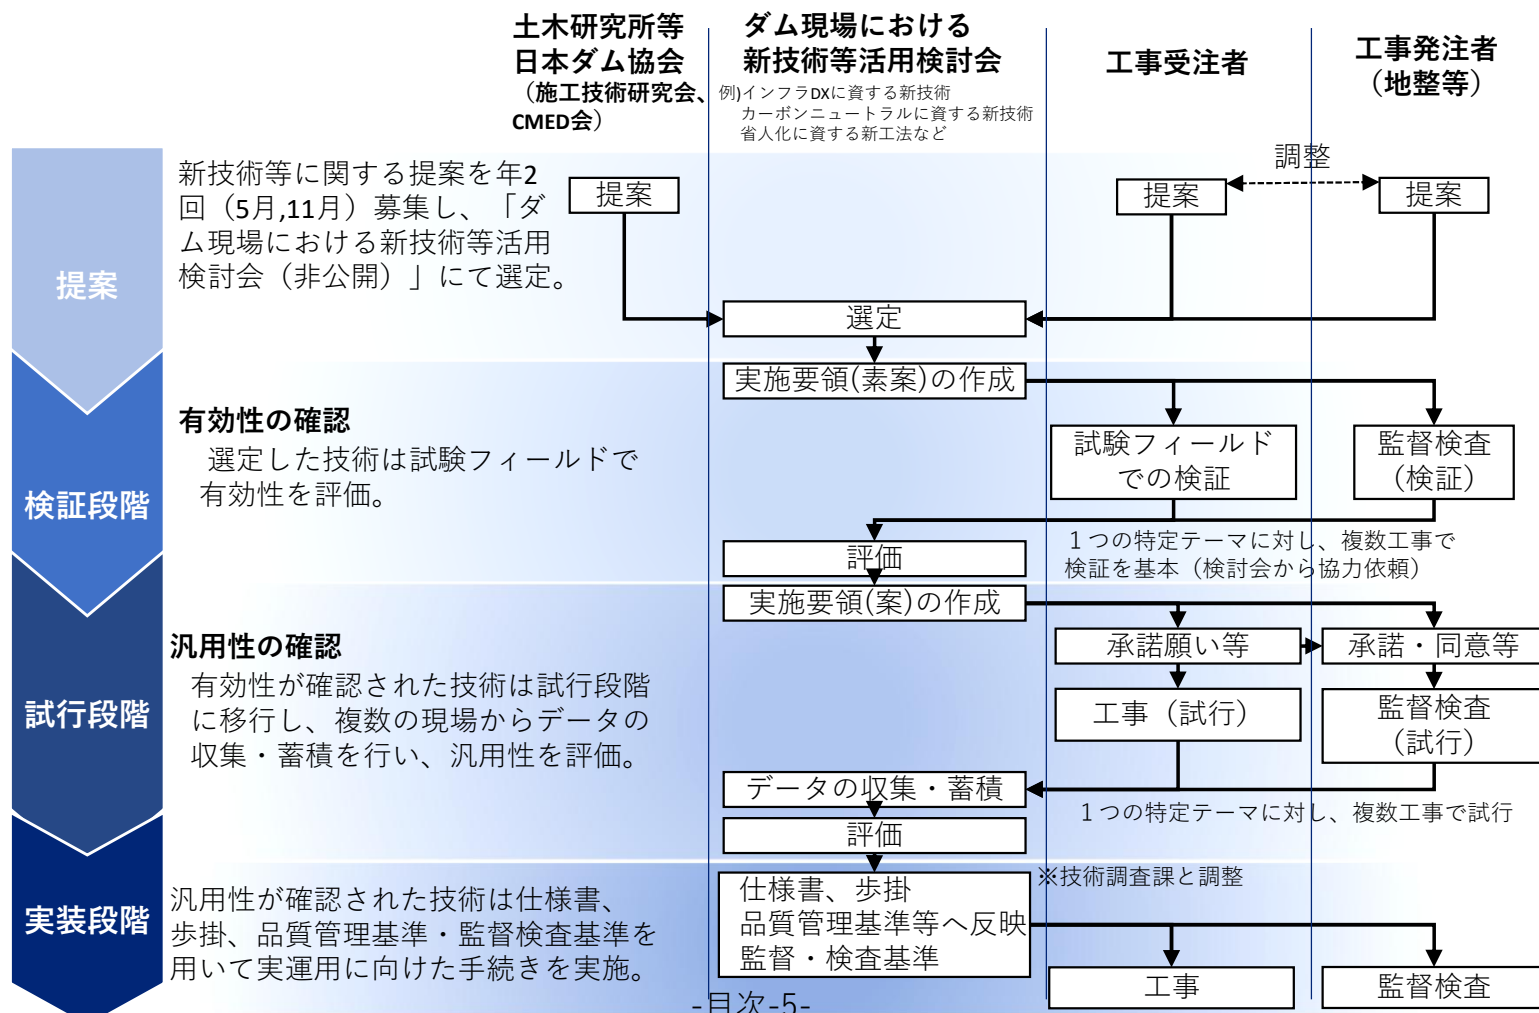 土木研究所等
日本ダム協会
（施工技術研究会、
CMED会）
ダム現場における
新技術等活用検討会
例)インフラDXに資する新技術
カーボンニュートラルに資する新技術
省人化に資する新工法など
工事受注者
工事発注者
（地整等）
提案
新技術等に関する提案を年2
回（5月,11月）募集し、「ダ
ム現場における新技術等活用
検討会（非公開）」にて選定。
提案
提案
調整
提案
選定
実施要領(素案)の作成
検証段階
有効性の確認
選定した技術は試験フィールドで
有効性を評価。
試験フィールド
での検証
監督検査
（検証）
評価
１つの特定テーマに対し、複数工事で
検証を基本（検討会から協力依頼）
実施要領(案)の作成
試行段階
汎用性の確認
有効性が確認された技術は試行段階
に移行し、複数の現場からデータの
収集・蓄積を行い、汎用性を評価。
承諾願い等
承諾・同意等
工事（試行）
監督検査
（試行）
データの収集・蓄積
１つの特定テーマに対し、複数工事で試行
評価
実装段階
汎用性が確認された技術は仕様書、
歩掛、品質管理基準・監督検査基準を
用いて実運用に向けた手続きを実施。
仕様書、歩掛
品質管理基準等へ反映
監督・検査基準
※技術調査課と調整
工事
監督検査
-目次-5-